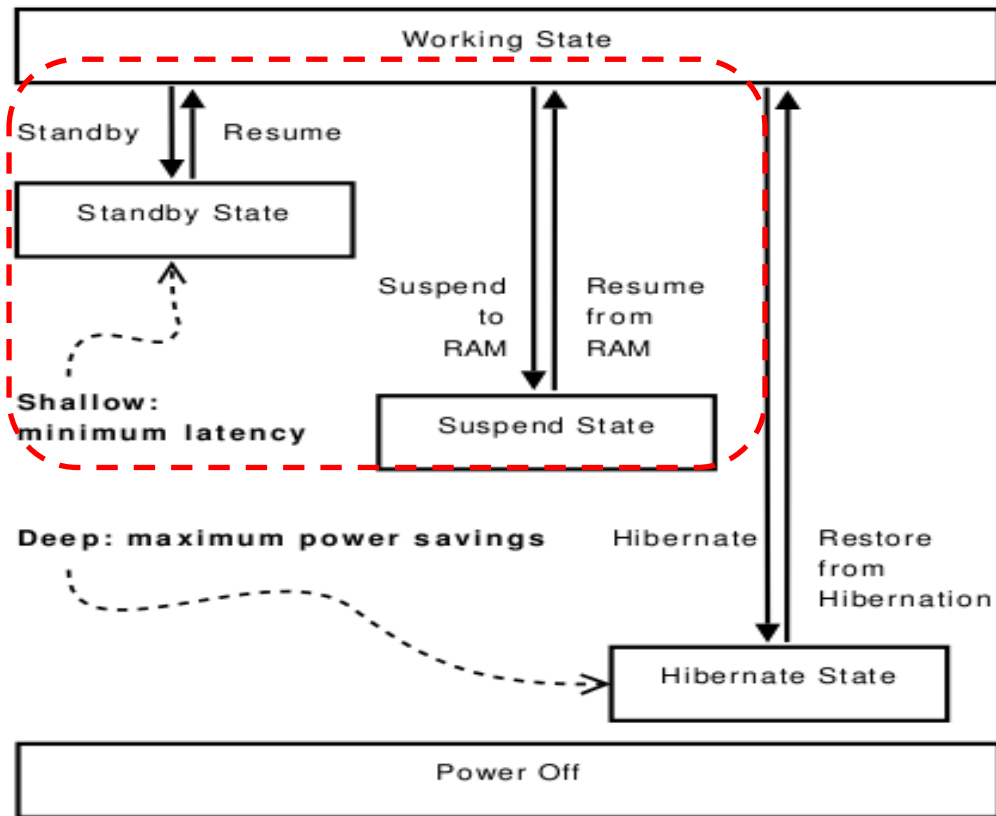 Working State
Standby
Resume
Standby State
Suspend
to
RAM
Resume
from
RAM
Shallow:
minimum latency
Suspend State
Deep: maximum power savings
Hibernate
Restore
from
Hibernation
Hibernate State
Power Off